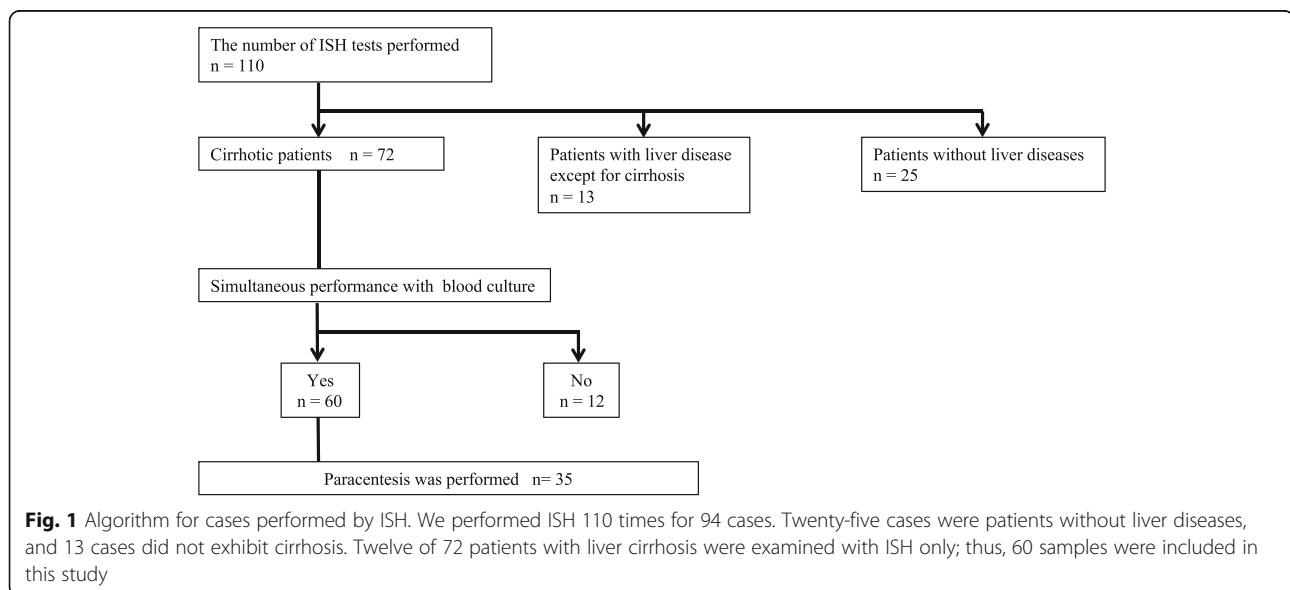 The number of ISH tests performed
n = 110
Cirrhotic patients n = 72
Patients with liver disease
except for cirrhosis
n = 13
Patients without liver diseases
n = 25
Simultaneous performance with blood culture
Yes
n = 60
No
n = 12
Paracentesis was performed n= 35
Fig. 1 Algorithm for cases performed by ISH. We performed ISH 110 times for 94 cases. Twenty-five cases were patients without liver diseases,
and 13 cases did not exhibit cirrhosis. Twelve of 72 patients with liver cirrhosis were examined with ISH only; thus, 60 samples were included in
this study